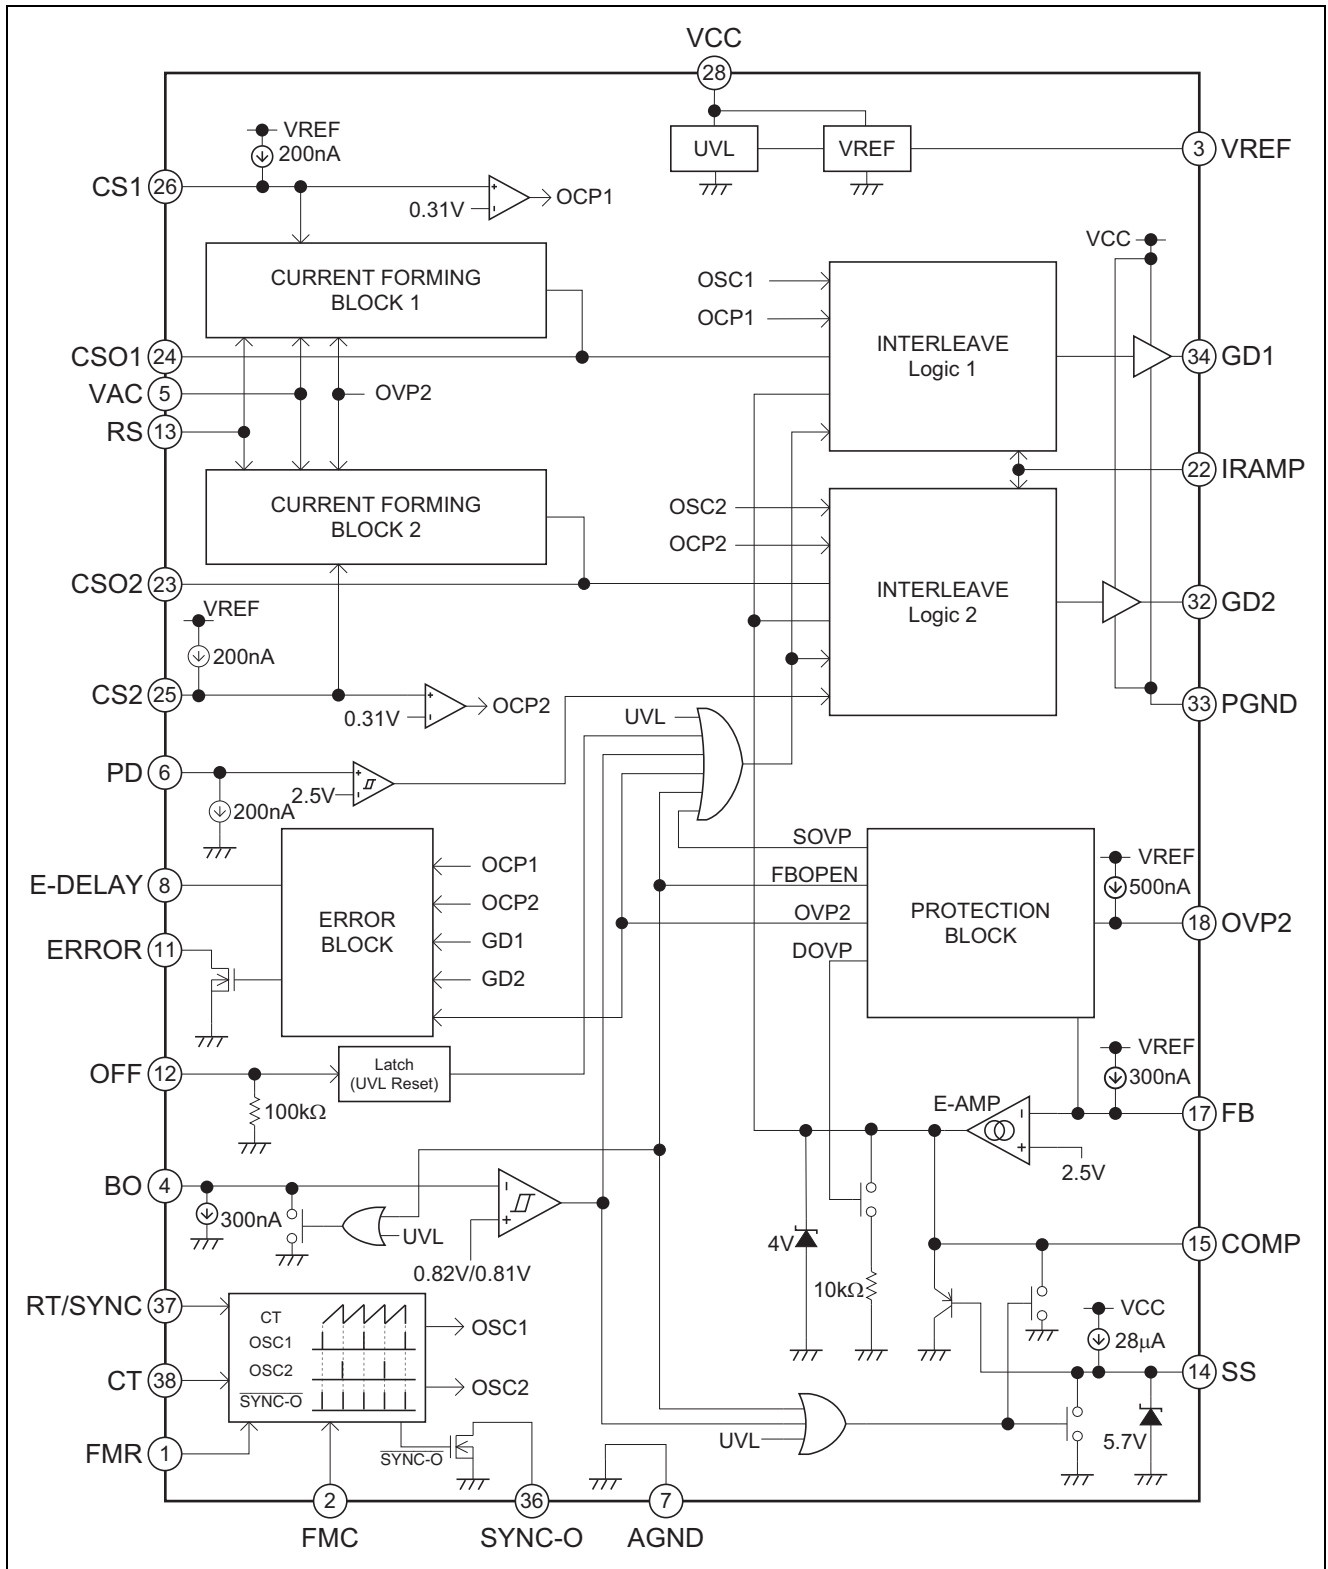 VCC
28
VREF
200nA
UVL
VREF
3 VREF
CS1 26
0.31V
OCP1
VCC
CURRENT FORMING
BLOCK 1
OSC1
OCP1
INTERLEAVE
Logic 1
CSO1 24
34 GD1
VAC 5
OVP2
RS 13
22 IRAMP
CURRENT FORMING
BLOCK 2
OSC2
OCP2
INTERLEAVE
Logic 2
CSO2 23
32 GD2
VREF
200nA
CS2 25
0.31V
OCP2
UVL
33 PGND
PD 6
2.5V
200nA
SOVP
FBOPEN
OVP2
DOVP
PROTECTION
BLOCK
VREF
500nA
18 OVP2
E-DELAY 8
ERROR
BLOCK
OCP1
OCP2
GD1
GD2
ERROR 11
OFF 12
Latch
(UVL Reset)
100kΩ
VREF
300nA
E-AMP
17 FB
2.5V
BO 4
300nA
UVL
0.82V/0.81V
4V
10kΩ
15 COMP
RT/SYNC 37
CT
OSC1
OSC2
SYNC-O
OSC1
OSC2
VCC
28µA
14 SS
CT 38
UVL
5.7V
FMR 1
SYNC-O
2
FMC
36
SYNC-O
7
AGND